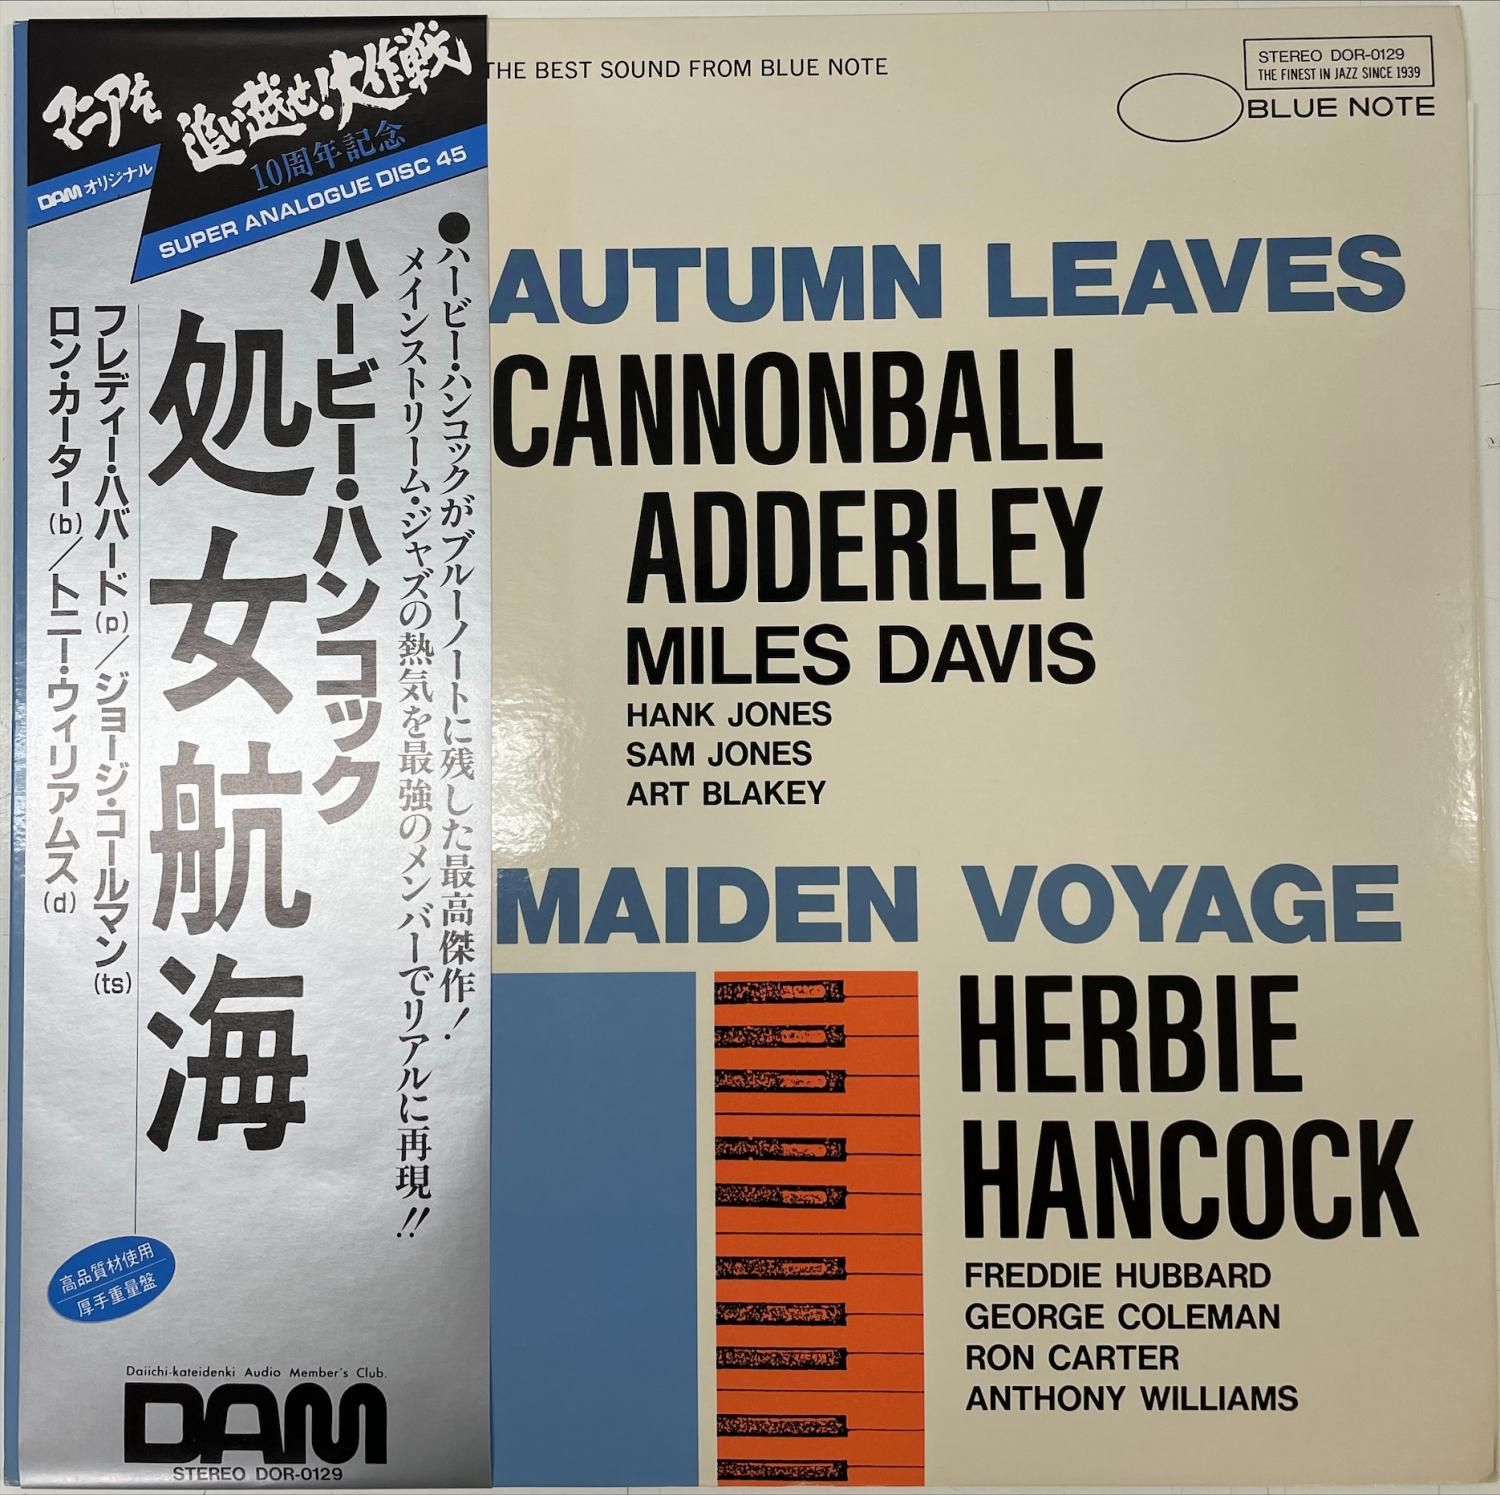 マニアを
追い越せ!大作戦
10周年記念
DAMオリジナル
SUPER ANALOGUE DISC 45
●ハービー・ハンコックがブルーノートに残した最高傑作!
メインストリーム・ジャズの熱気を最強のメンバーでリアルに再現!!
ハービー・ハンコック
処女航海
フレディー・ハバード(p)/ジョージ・コールマン(ts)
ロン・カーター(b)/トニー・ウィリアムス(d)
高品質材使用
厚手重量盤
Daiichi-kateidenki Audio Member's Club.
DAM
STEREO DOR-0129
THE BEST SOUND FROM BLUE NOTE
STEREO DOR-0129
THE FINEST IN JAZZ SINCE 1939
BLUE NOTE
AUTUMN LEAVES
CANNONBALL
ADDERLEY
MILES DAVIS
HANK JONES
SAM JONES
ART BLAKEY
MAIDEN VOYAGE
HERBIE
HANCOCK
FREDDIE HUBBARD
GEORGE COLEMAN
RON CARTER
ANTHONY WILLIAMS